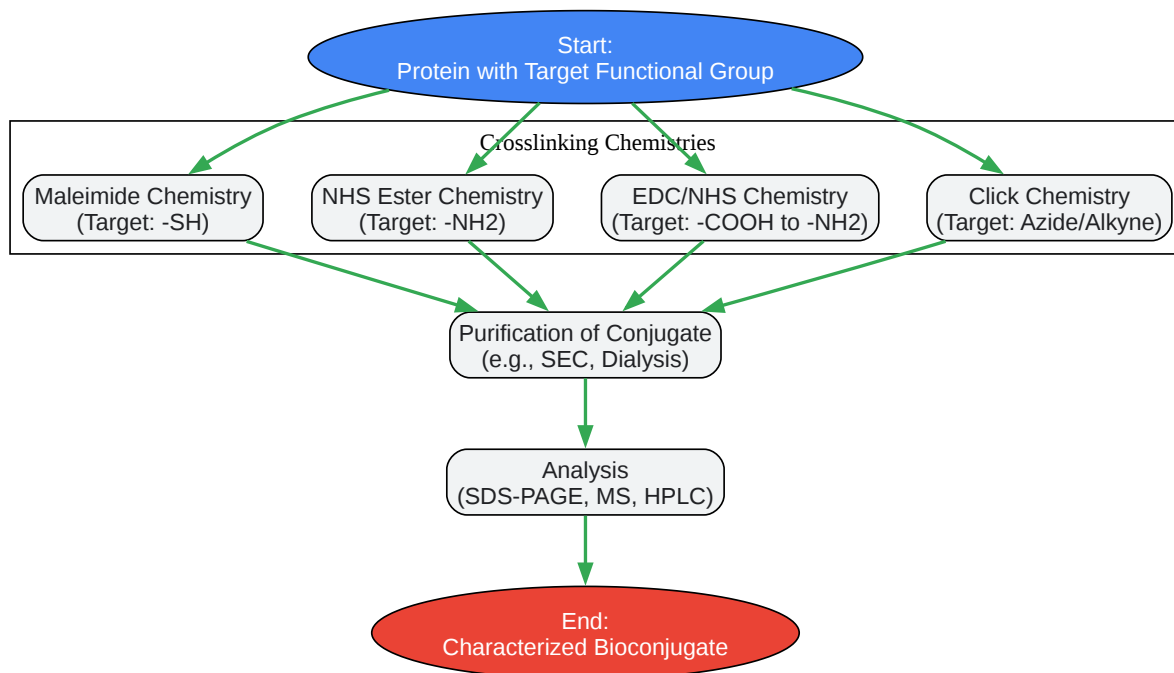 Start:
Protein with Target Functional Group
Crosslinking Chemistries
Maleimide Chemistry
(Target: -SH)
NHS Ester Chemistry
(Target: -NH2)
EDC/NHS Chemistry
(Target: -COOH to -NH2)
Click Chemistry
(Target: Azide/Alkyne)
Purification of Conjugate
(e.g., SEC, Dialysis)
Analysis
(SDS-PAGE, MS, HPLC)
End:
Characterized Bioconjugate